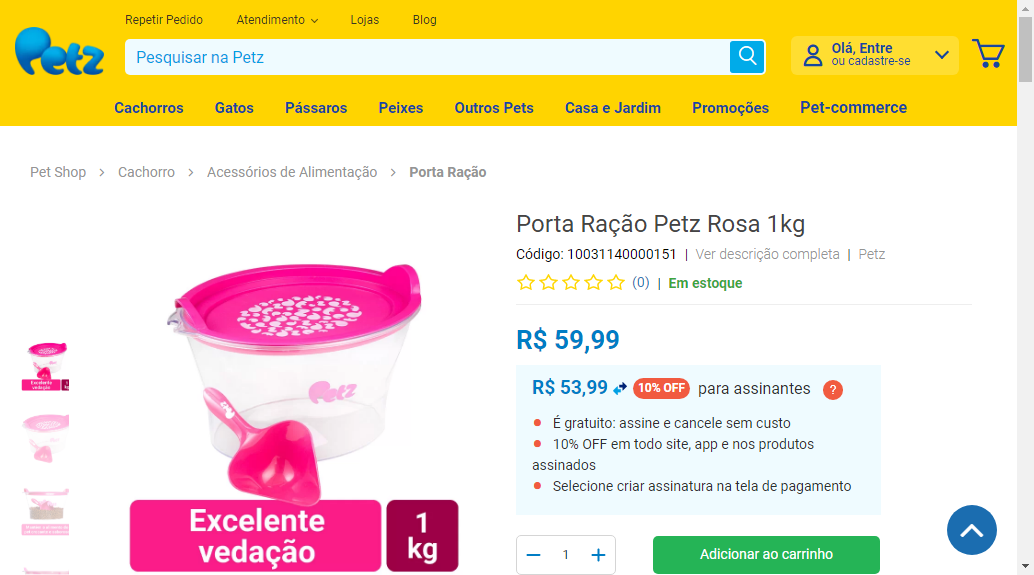 Repetir Pedido Atendimento Lojas Blog
Petz
Pesquisar na Petz
Olá, Entre
ou cadastre-se
Cachorros Gatos Pássaros Peixes Outros Pets Casa e Jardim Promoções Pet-commerce
Pet Shop > Cachorro > Acessórios de Alimentação > Porta Ração
Porta Ração Petz Rosa 1kg
Código: 10031140000151 | Ver descrição completa | Petz
(0) | Em estoque
R$ 59,99
R$ 53,99 10% OFF para assinantes ?
É gratuito: assine e cancele sem custo
10% OFF em todo site, app e nos produtos
assinados
Selecione criar assinatura na tela de pagamento
− 1 +
Adicionar ao carrinho
Petz
Excelente
vedação
1
kg
Excelente
vedação